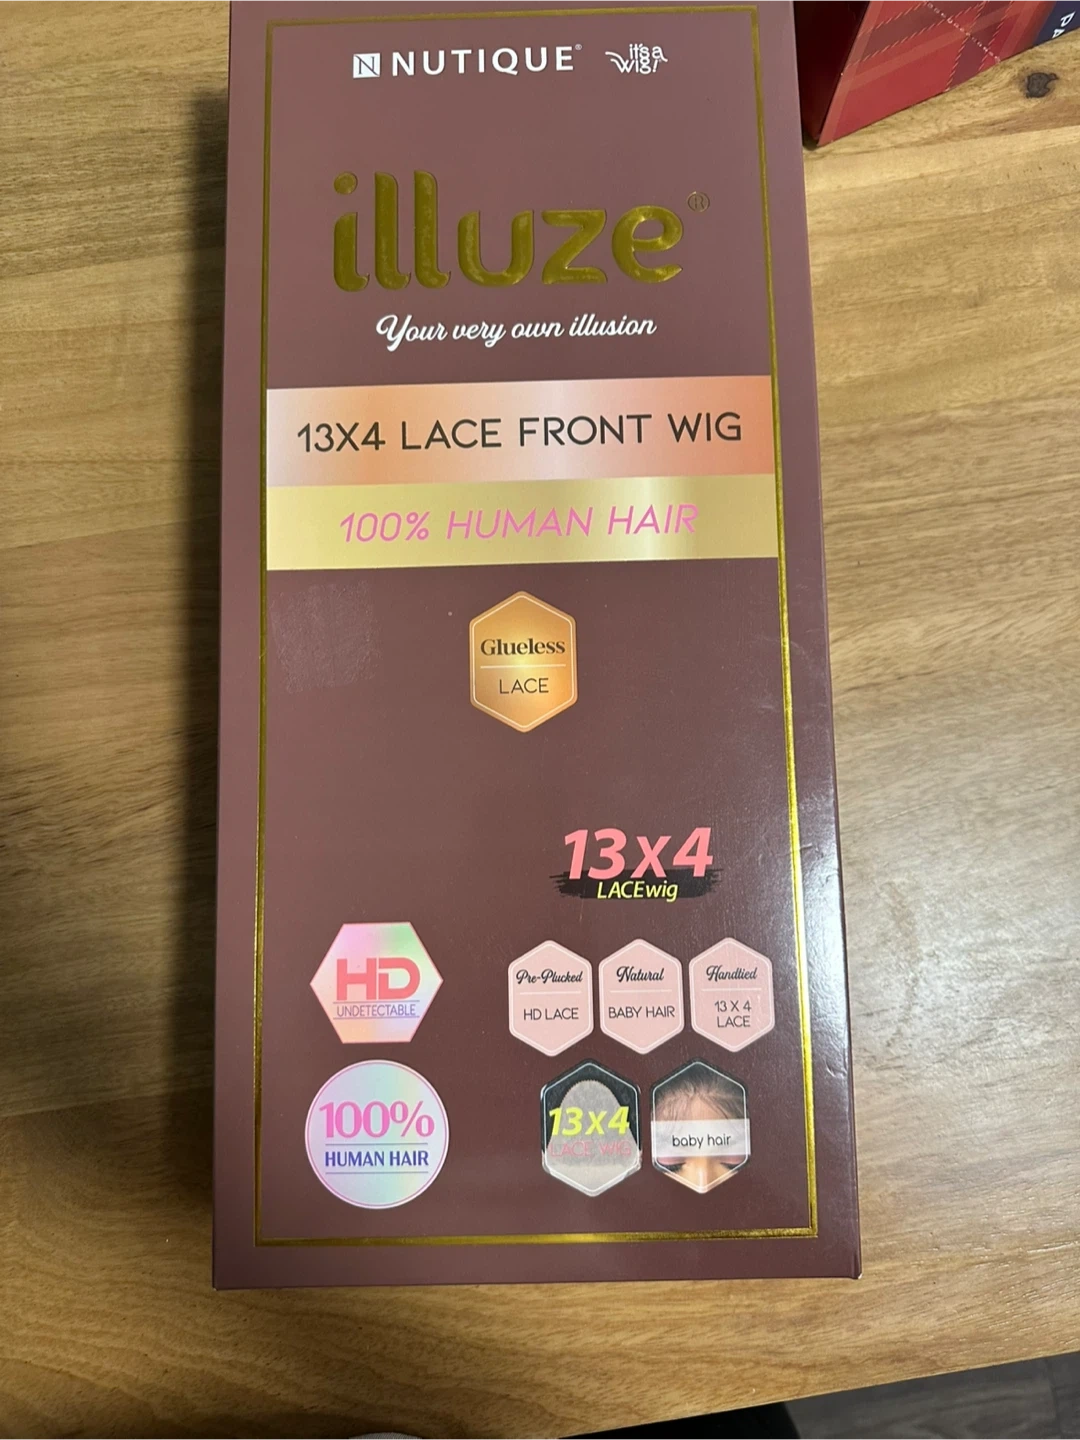 N NUTIQUE® it's a wig!
illuze®
Your very own illusion
13X4 LACE FRONT WIG
100% HUMAN HAIR
Glueless
LACE
13X4
LACEwig
HD
UNDETECTABLE
Pre-Plucked
HD LACE
Natural
BABY HAIR
Handtied
13 X 4
LACE
100%
HUMAN HAIR
13X4
LACE WIG
baby hair